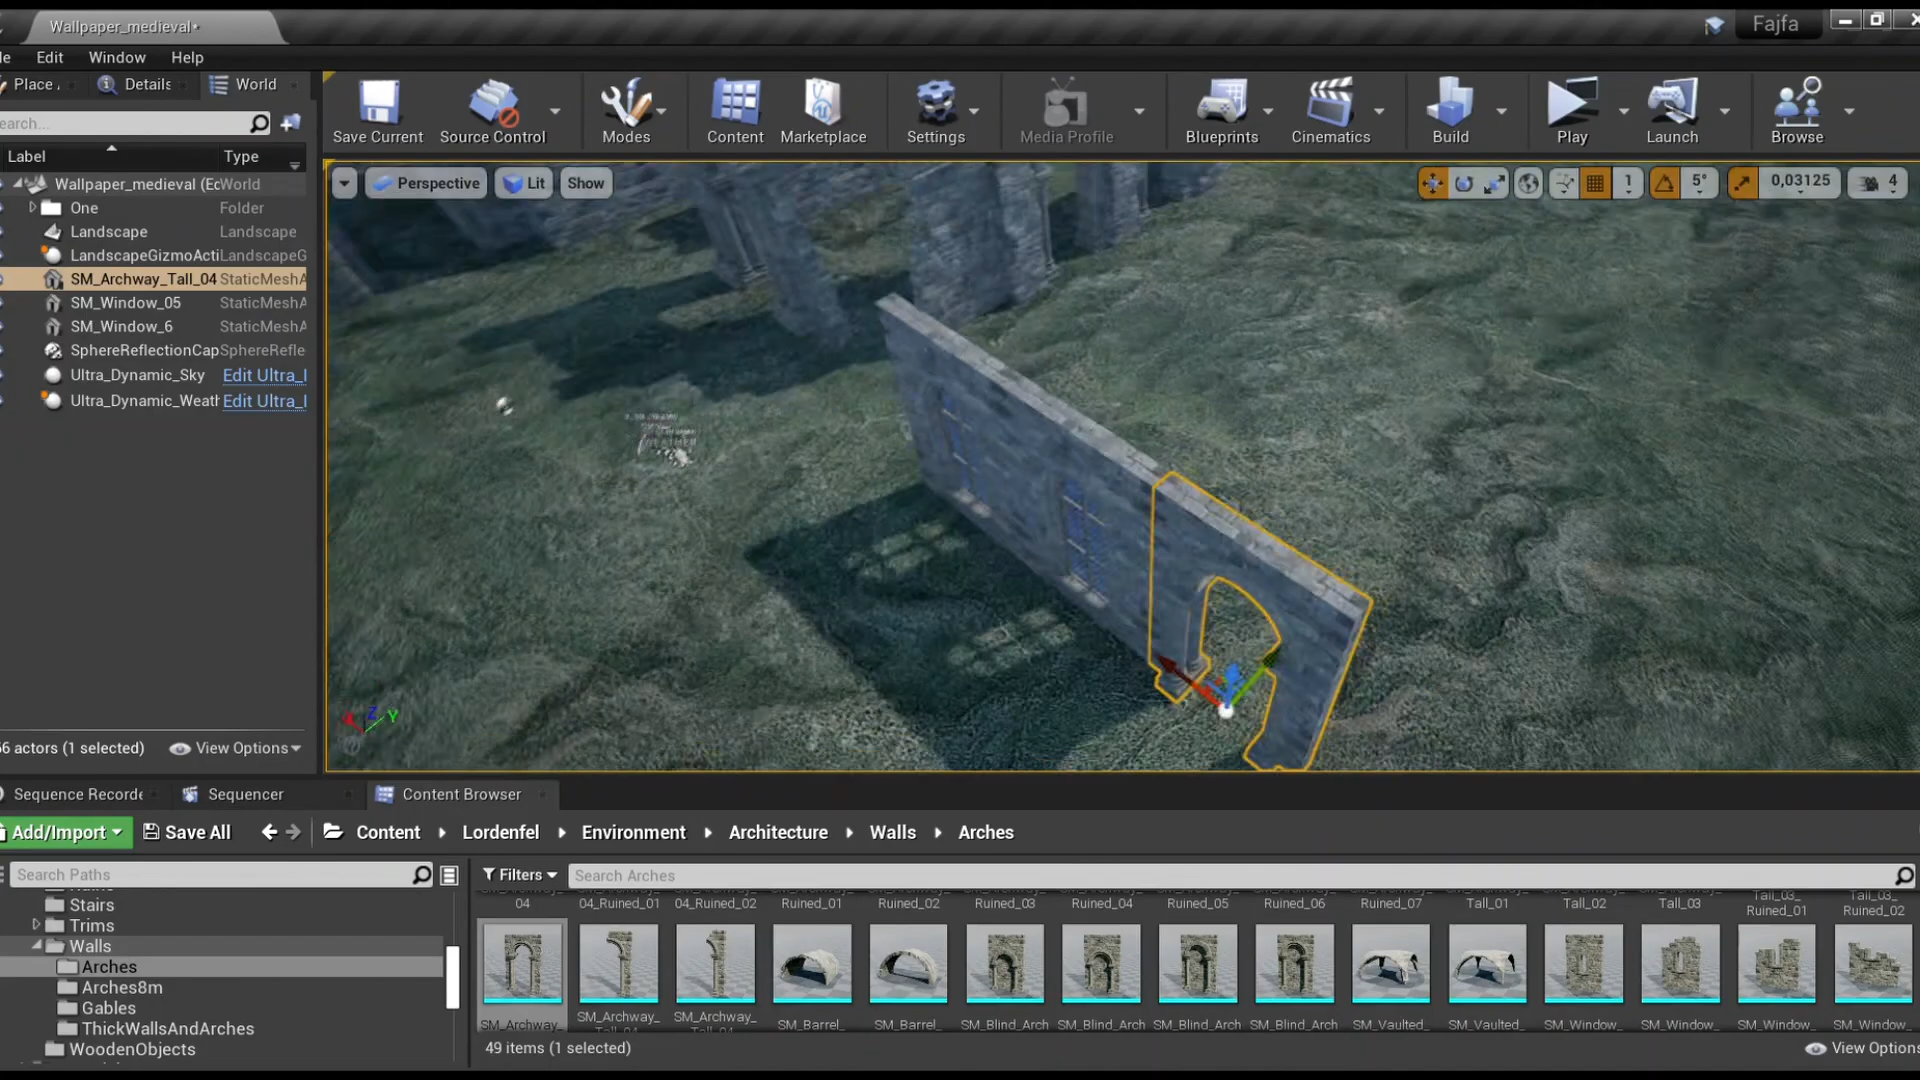 Wallpaper_medieval•
Fajfa
le Edit Window Help
Place Details World
earch...
Label Type
Save Current Source Control Modes Content Marketplace Settings Media Profile Blueprints Cinematics Build Play Launch Browse
Perspective Lit Show
1 5° 0,03125 4
Wallpaper_medieval (Ec World
One Folder
Landscape Landscape
LandscapeGizmoActi LandscapeG
SM_Archway_Tall_04 StaticMeshA
SM_Window_05 StaticMeshA
SM_Window_6 StaticMeshA
SphereReflectionCap SphereRefle
Ultra_Dynamic_Sky Edit Ultra_
Ultra_Dynamic_Weath Edit Ultra_
X Z Y
66 actors (1 selected) View Options
Sequence Recorde Sequencer Content Browser
Add/Import Save All Content Lordenfel Environment Architecture Walls Arches
Search Paths
Filters Search Arches
Stairs
Trims
Walls
Arches
Arches8m
Gables
ThickWallsAndArches
WoodenObjects
04 04_Ruined_01 04_Ruined_02 Ruined_01 Ruined_02 Ruined_03 Ruined_04 Ruined_05 Ruined_06 Ruined_07 Tall_01 Tall_02 Tall_03 Tall_03_ Tall_03_
Ruined_01 Ruined_02
SM_Archway_ SM_Archway_ SM_Archway_ SM_Barrel_ SM_Barrel_ SM_Blind_Arch SM_Blind_Arch SM_Blind_Arch SM_Blind_Arch SM_Vaulted_ SM_Vaulted_ SM_Window_ SM_Window_ SM_Window_ SM_Window_
49 items (1 selected) View Options